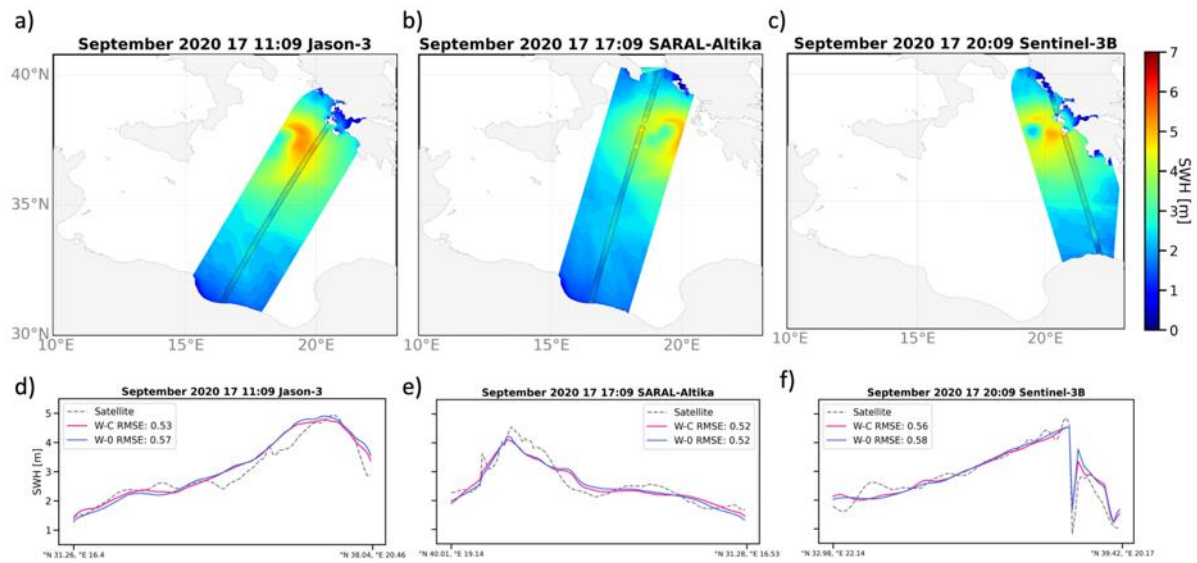 a)
b)
c)
September 2020 17 11:09 Jason-3
September 2020 17 17:09 SARAL-Altika
September 2020 17 20:09 Sentinel-3B
40°N
35°N
30°N
10°E
15°E
20°E
10°E
15°E
20°E
10°E
15°E
20°E
7
6
5
4
3
2
1
0
SWH [m]
d)
e)
f)
September 2020 17 11:09 Jason-3
Satellite
W-C RMSE: 0.53
W-0 RMSE: 0.57
SWH [m]
5
4
3
2
1
°N 31.26, °E 16.4
°N 38.04, °E 20.46
September 2020 17 17:09 SARAL-Altika
Satellite
W-C RMSE: 0.52
W-0 RMSE: 0.52
°N 40.01, °E 19.14
°N 31.28, °E 16.53
September 2020 17 20:09 Sentinel-3B
Satellite
W-C RMSE: 0.56
W-0 RMSE: 0.58
°N 32.98, °E 22.14
°N 39.42, °E 20.17